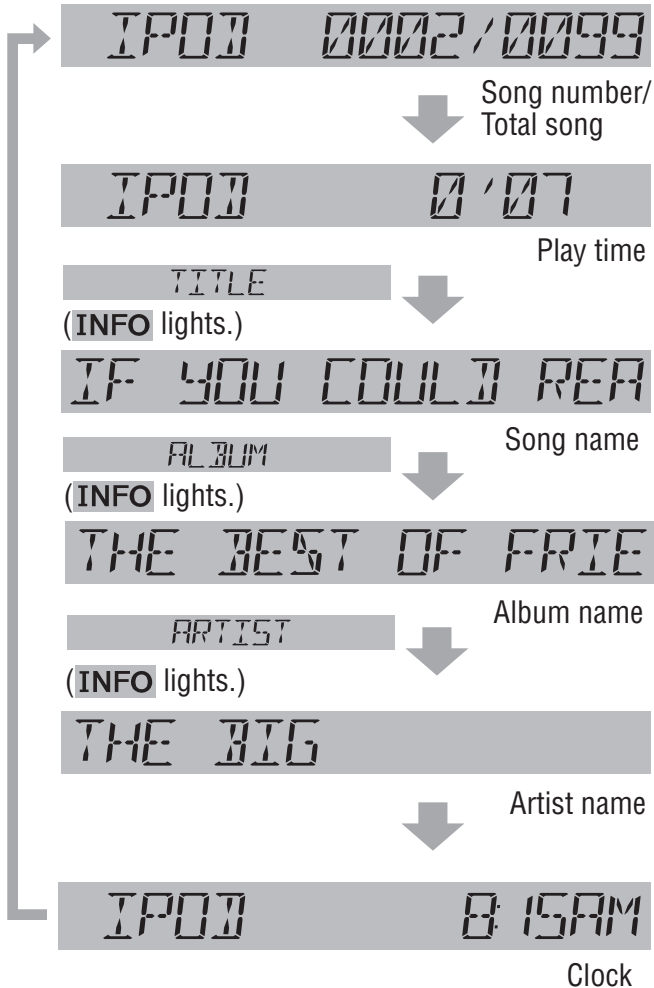 IPOD 0002/0099
Song number/
Total song
IPOD 0'07
Play time
TITLE
(INFO lights.)
IF YOU COULD REA
Song name
ALBUM
(INFO lights.)
THE BEST OF FRIE
Album name
ARTIST
(INFO lights.)
THE BIG
Artist name
IPOD 8:15AM
Clock